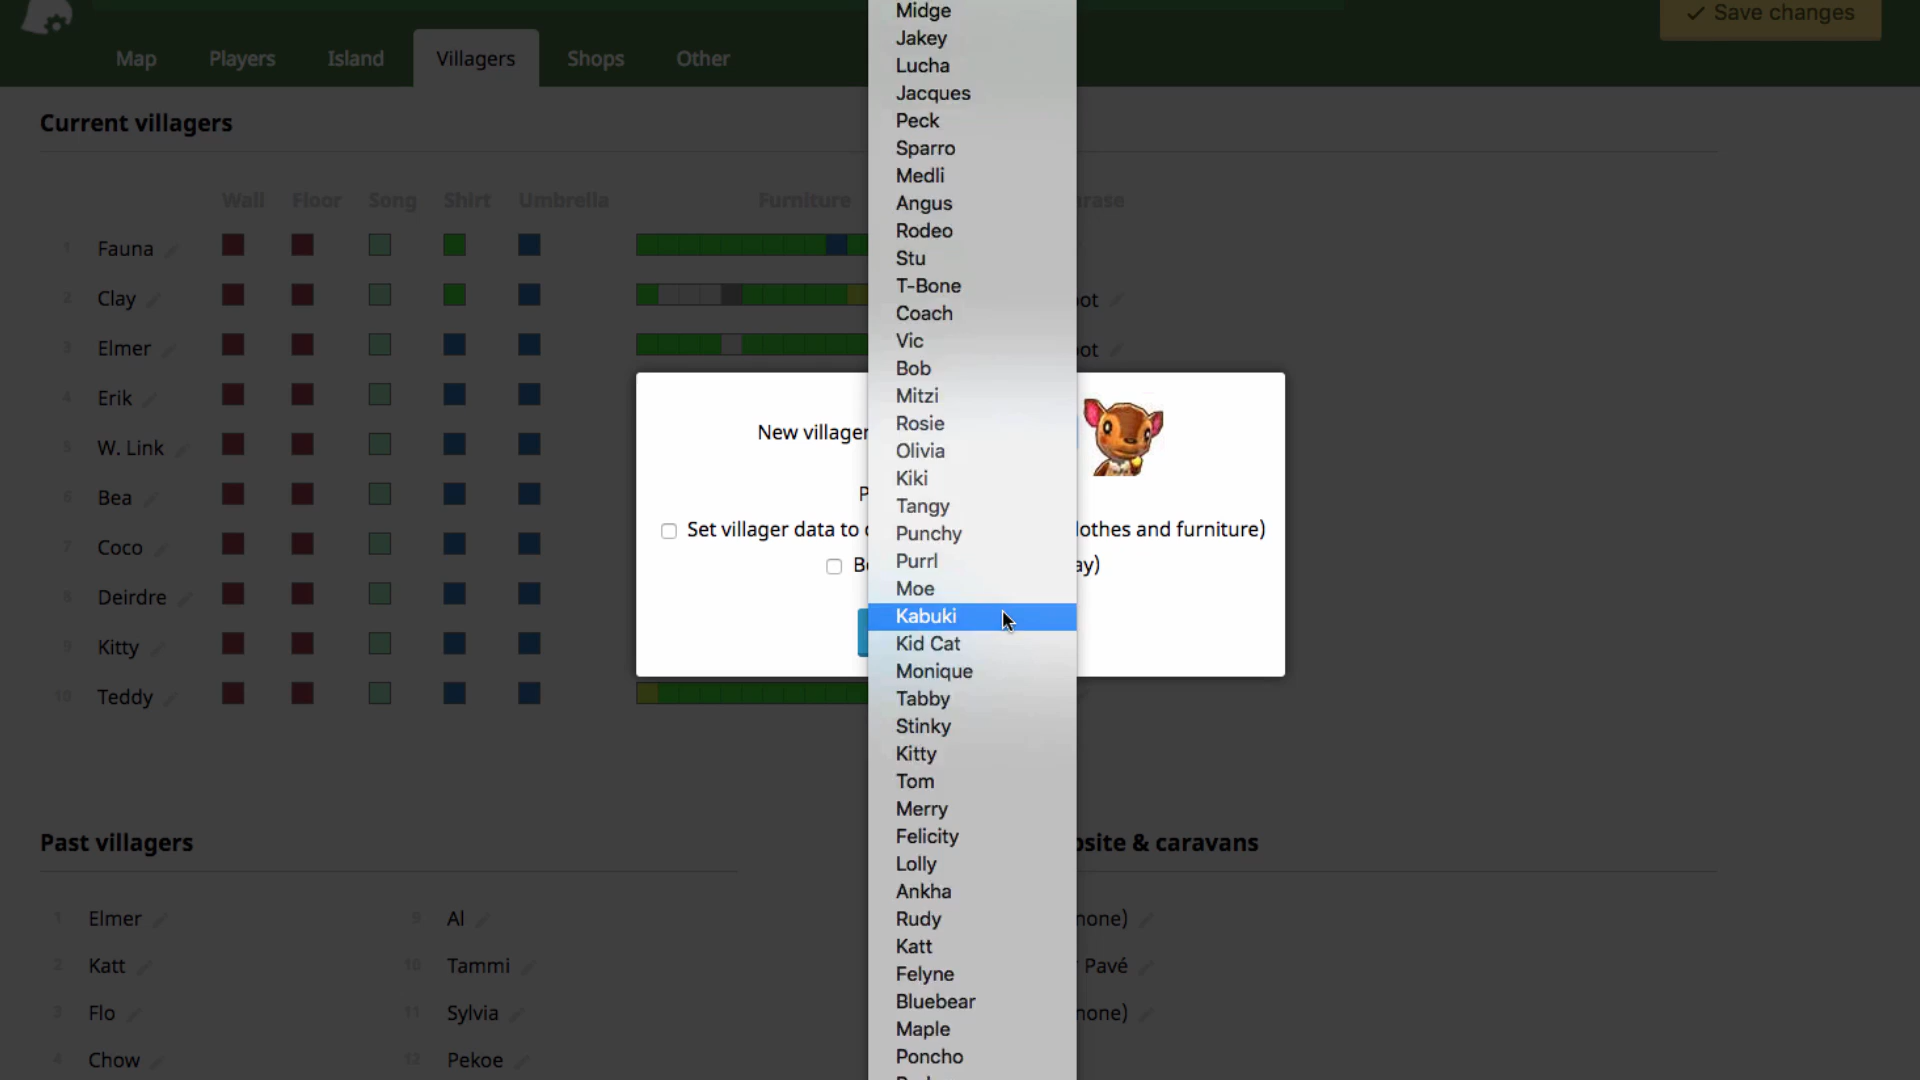 Save changes
Map Players Island Villagers Shops Other
Current villagers
Wall Floor Song Shirt Umbrella Furniture rase
1 Fauna
2 Clay ot
3 Elmer ot
4 Erik
5 W. Link
6 Bea
7 Coco
8 Deirdre
9 Kitty
10 Teddy
New villager
P
Set villager data to lothes and furniture)
B ay)
Midge
Jakey
Lucha
Jacques
Peck
Sparro
Medli
Angus
Rodeo
Stu
T-Bone
Coach
Vic
Bob
Mitzi
Rosie
Olivia
Kiki
Tangy
Punchy
Purrl
Moe
Kabuki
Kid Cat
Monique
Tabby
Stinky
Kitty
Tom
Merry
Felicity
Lolly
Ankha
Rudy
Katt
Felyne
Bluebear
Maple
Poncho
Past villagers
1 Elmer
2 Katt
3 Flo
4 Chow
9 Al
10 Tammi
11 Sylvia
12 Pekoe
site & caravans
none)
Pavé
none)